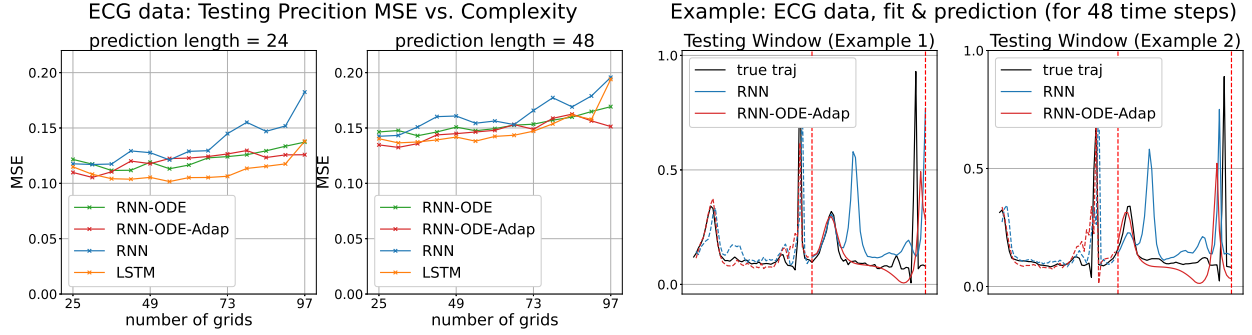 ECG data: Testing Precition MSE vs. Complexity
prediction length = 24
prediction length = 48
MSE
0.20
0.15
0.10
0.05
0.00
RNN-ODE
RNN-ODE-Adap
RNN
LSTM
25
49
73
97
number of grids
MSE
0.20
0.15
0.10
0.05
0.00
RNN-ODE
RNN-ODE-Adap
RNN
LSTM
25
49
73
97
number of grids
Example: ECG data, fit & prediction (for 48 time steps)
Testing Window (Example 1)
Testing Window (Example 2)
1.0
0.5
0.0
true traj
RNN
RNN-ODE-Adap
1.0
0.5
0.0
true traj
RNN
RNN-ODE-Adap